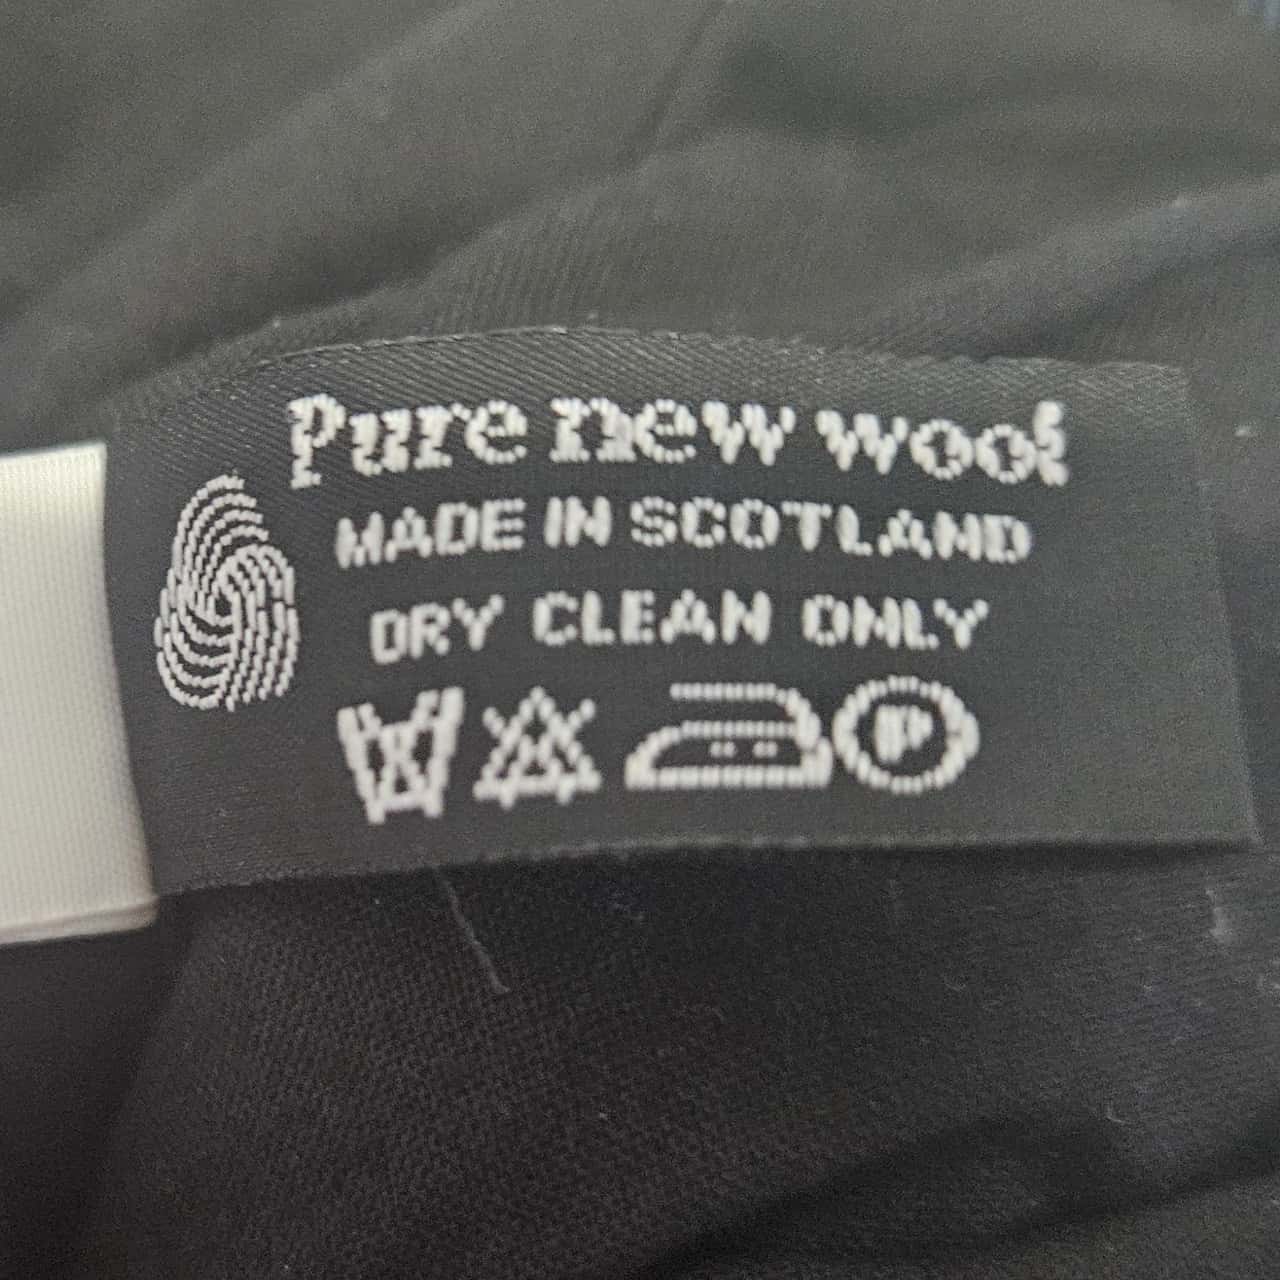 Pure new wool
MADE IN SCOTLAND
DRY CLEAN ONLY
P